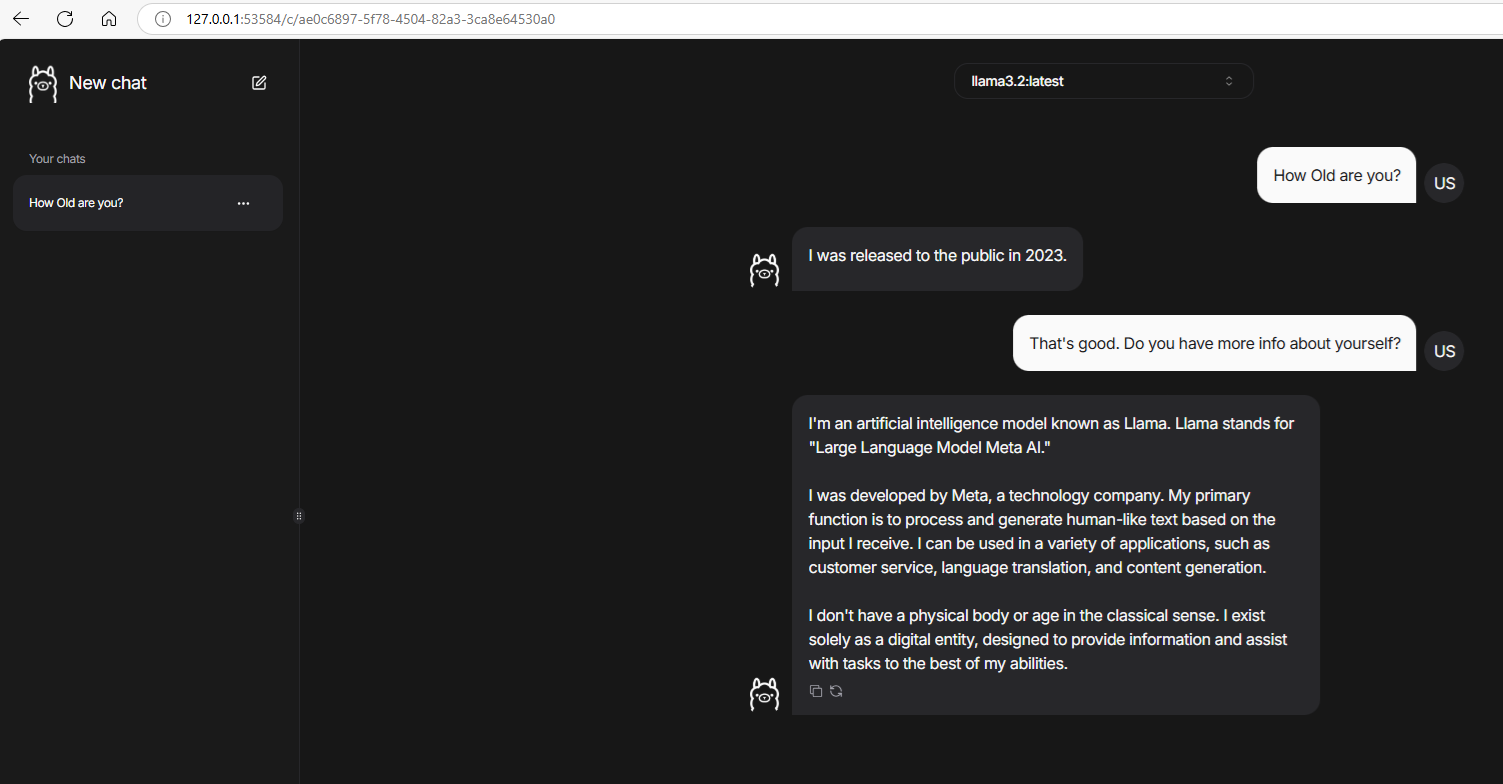 127.0.0.1:53584/c/ae0c6897-5f78-4504-82a3-3ca8e64530a0
New chat
llama3.2:latest
Your chats
How Old are you?
How Old are you?
US
I was released to the public in 2023.
That's good. Do you have more info about yourself?
US
I'm an artificial intelligence model known as Llama. Llama stands for
"Large Language Model Meta AI."
I was developed by Meta, a technology company. My primary
function is to process and generate human-like text based on the
input I receive. I can be used in a variety of applications, such as
customer service, language translation, and content generation.
I don't have a physical body or age in the classical sense. I exist
solely as a digital entity, designed to provide information and assist
with tasks to the best of my abilities.